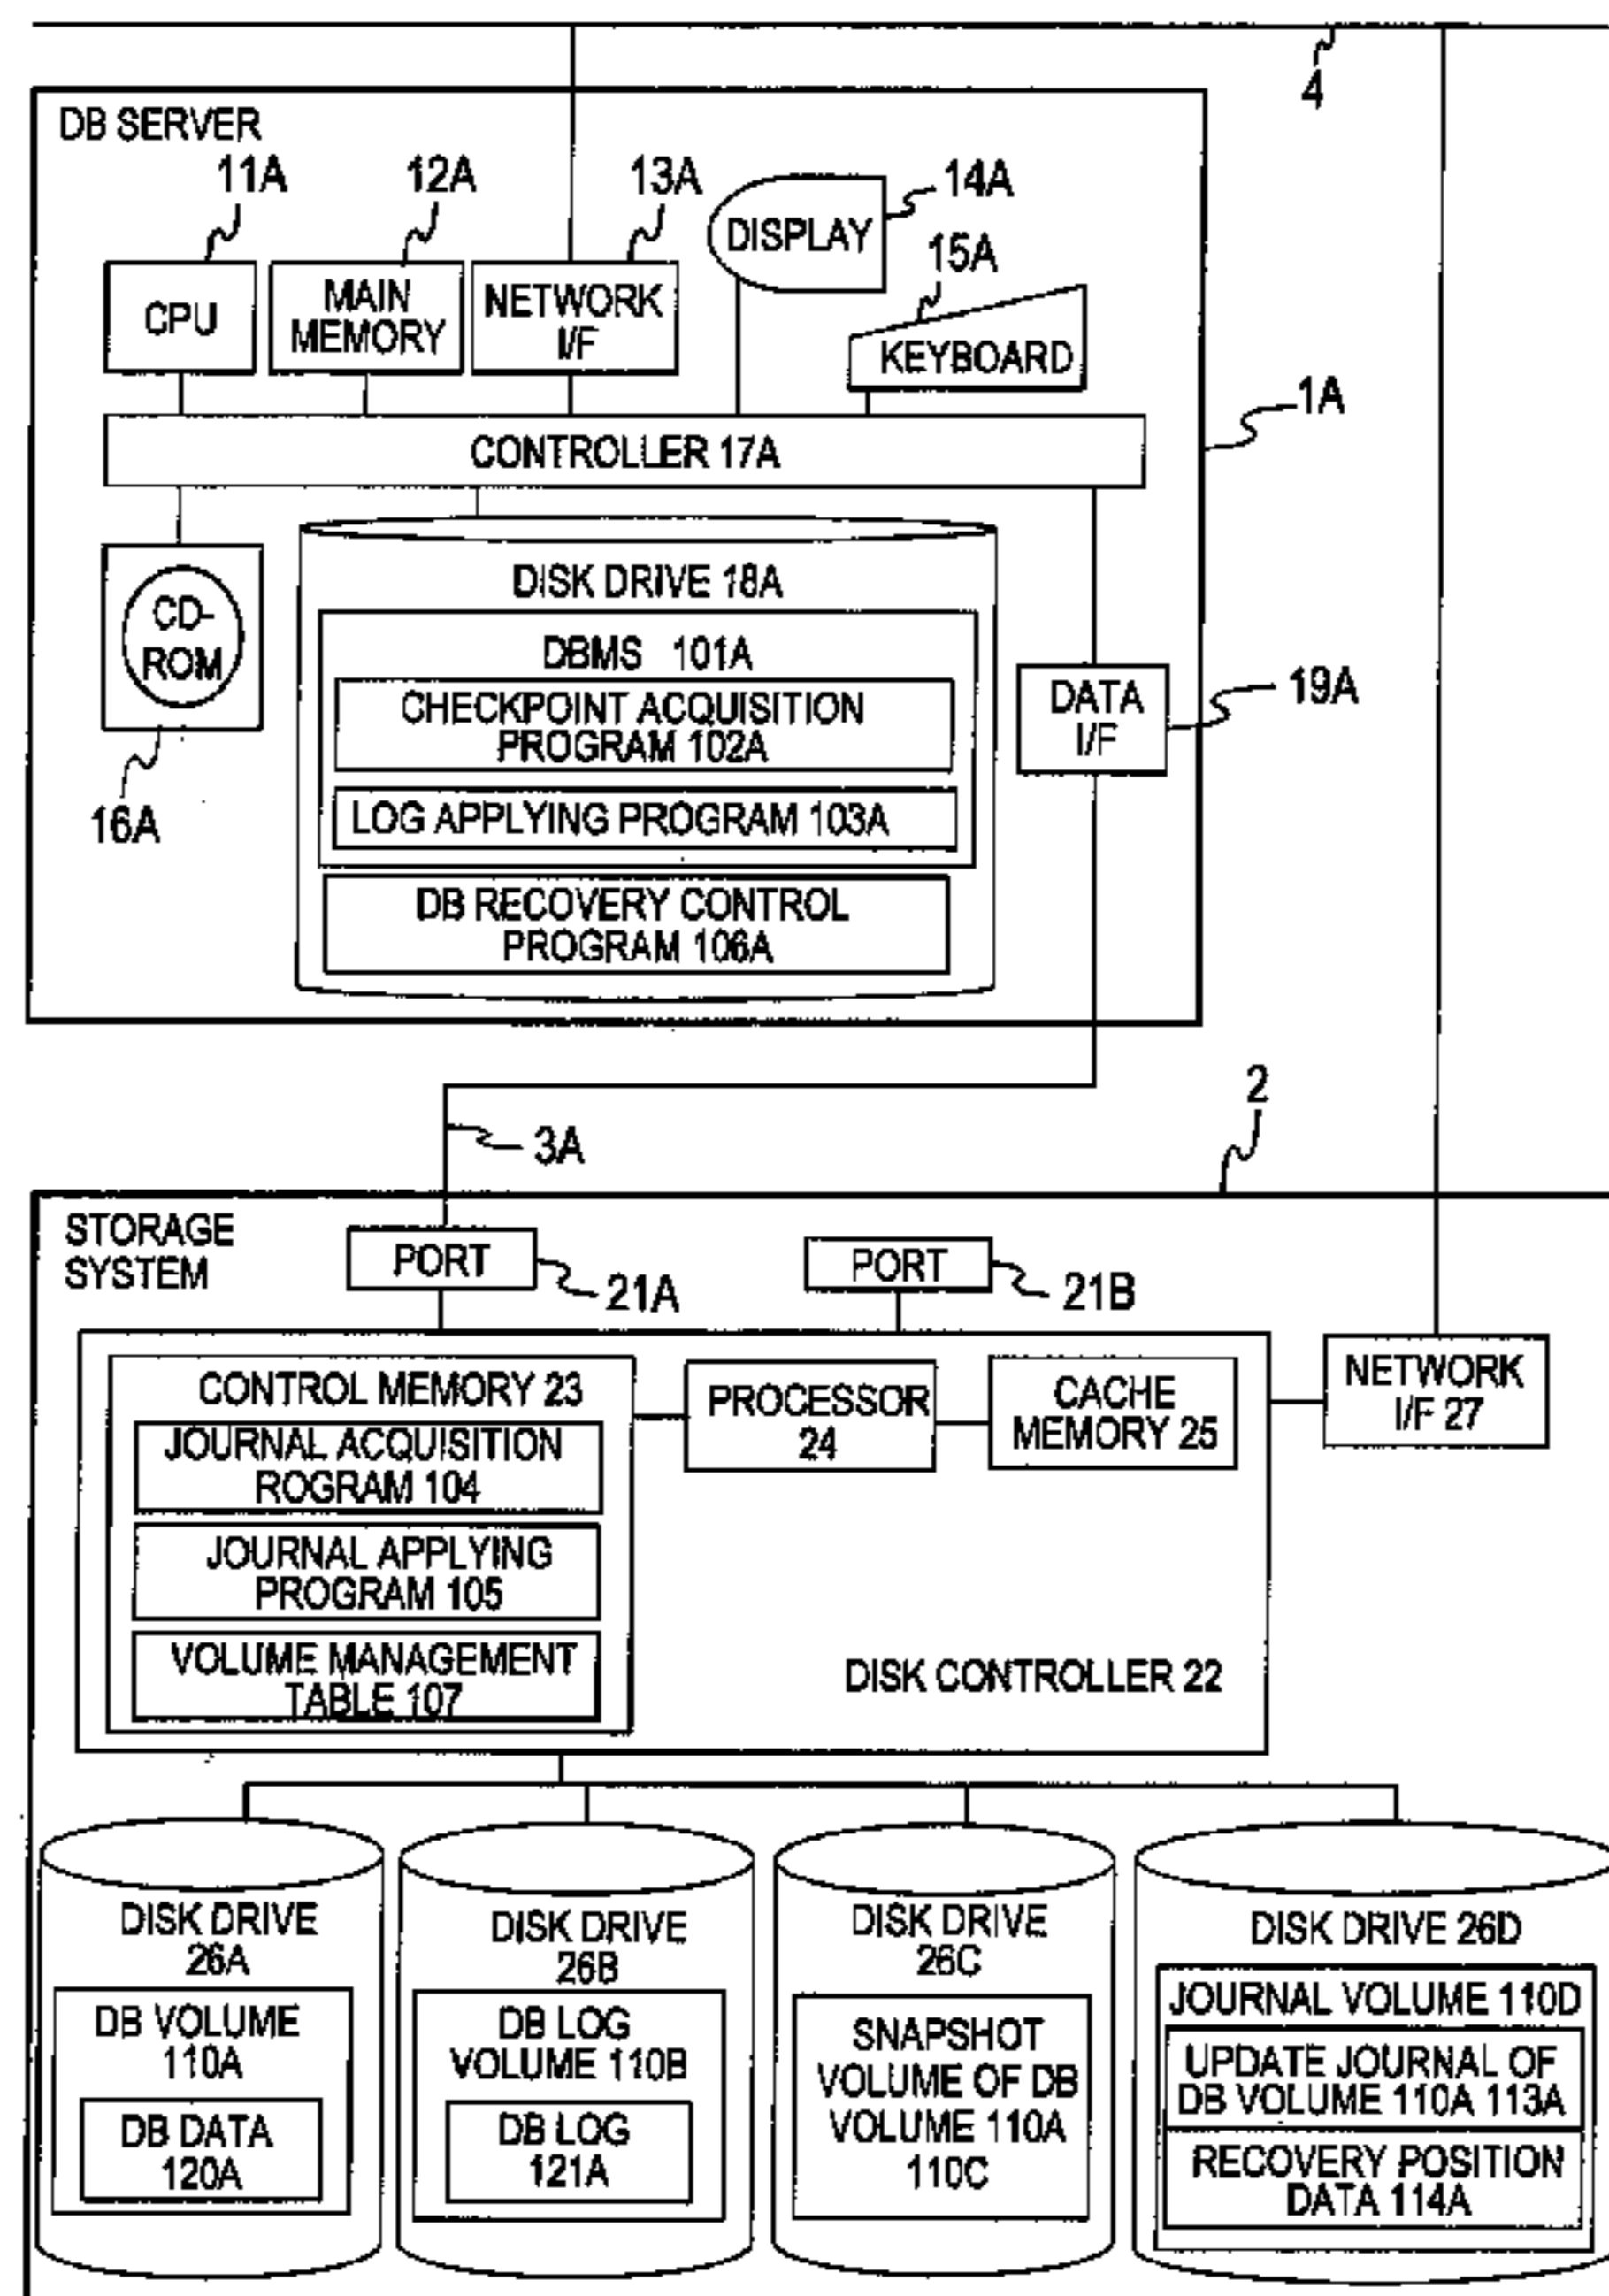 4
DB SERVER
11A
12A
13A
14A
DISPLAY
15A
CPU
MAIN
MEMORY
NETWORK
I/F
KEYBOARD
1A
CONTROLLER 17A
CD-
ROM
16A
DISK DRIVE 18A
DBMS 101A
CHECKPOINT ACQUISITION
PROGRAM 102A
LOG APPLYING PROGRAM 103A
DB RECOVERY CONTROL
PROGRAM 106A
DATA
I/F
19A
2
3A
STORAGE
SYSTEM
PORT
21A
PORT
21B
CONTROL MEMORY 23
JOURNAL ACQUISITION
ROGRAM 104
JOURNAL APPLYING
PROGRAM 105
VOLUME MANAGEMENT
TABLE 107
PROCESSOR
24
CACHE
MEMORY 25
NETWORK
I/F 27
DISK CONTROLLER 22
DISK DRIVE
26A
DB VOLUME
110A
DB DATA
120A
DISK DRIVE
26B
DB LOG
VOLUME 110B
DB LOG
121A
DISK DRIVE
26C
SNAPSHOT
VOLUME OF DB
VOLUME 110A
110C
DISK DRIVE 26D
JOURNAL VOLUME 110D
UPDATE JOURNAL OF
DB VOLUME 110A 113A
RECOVERY POSITION
DATA 114A